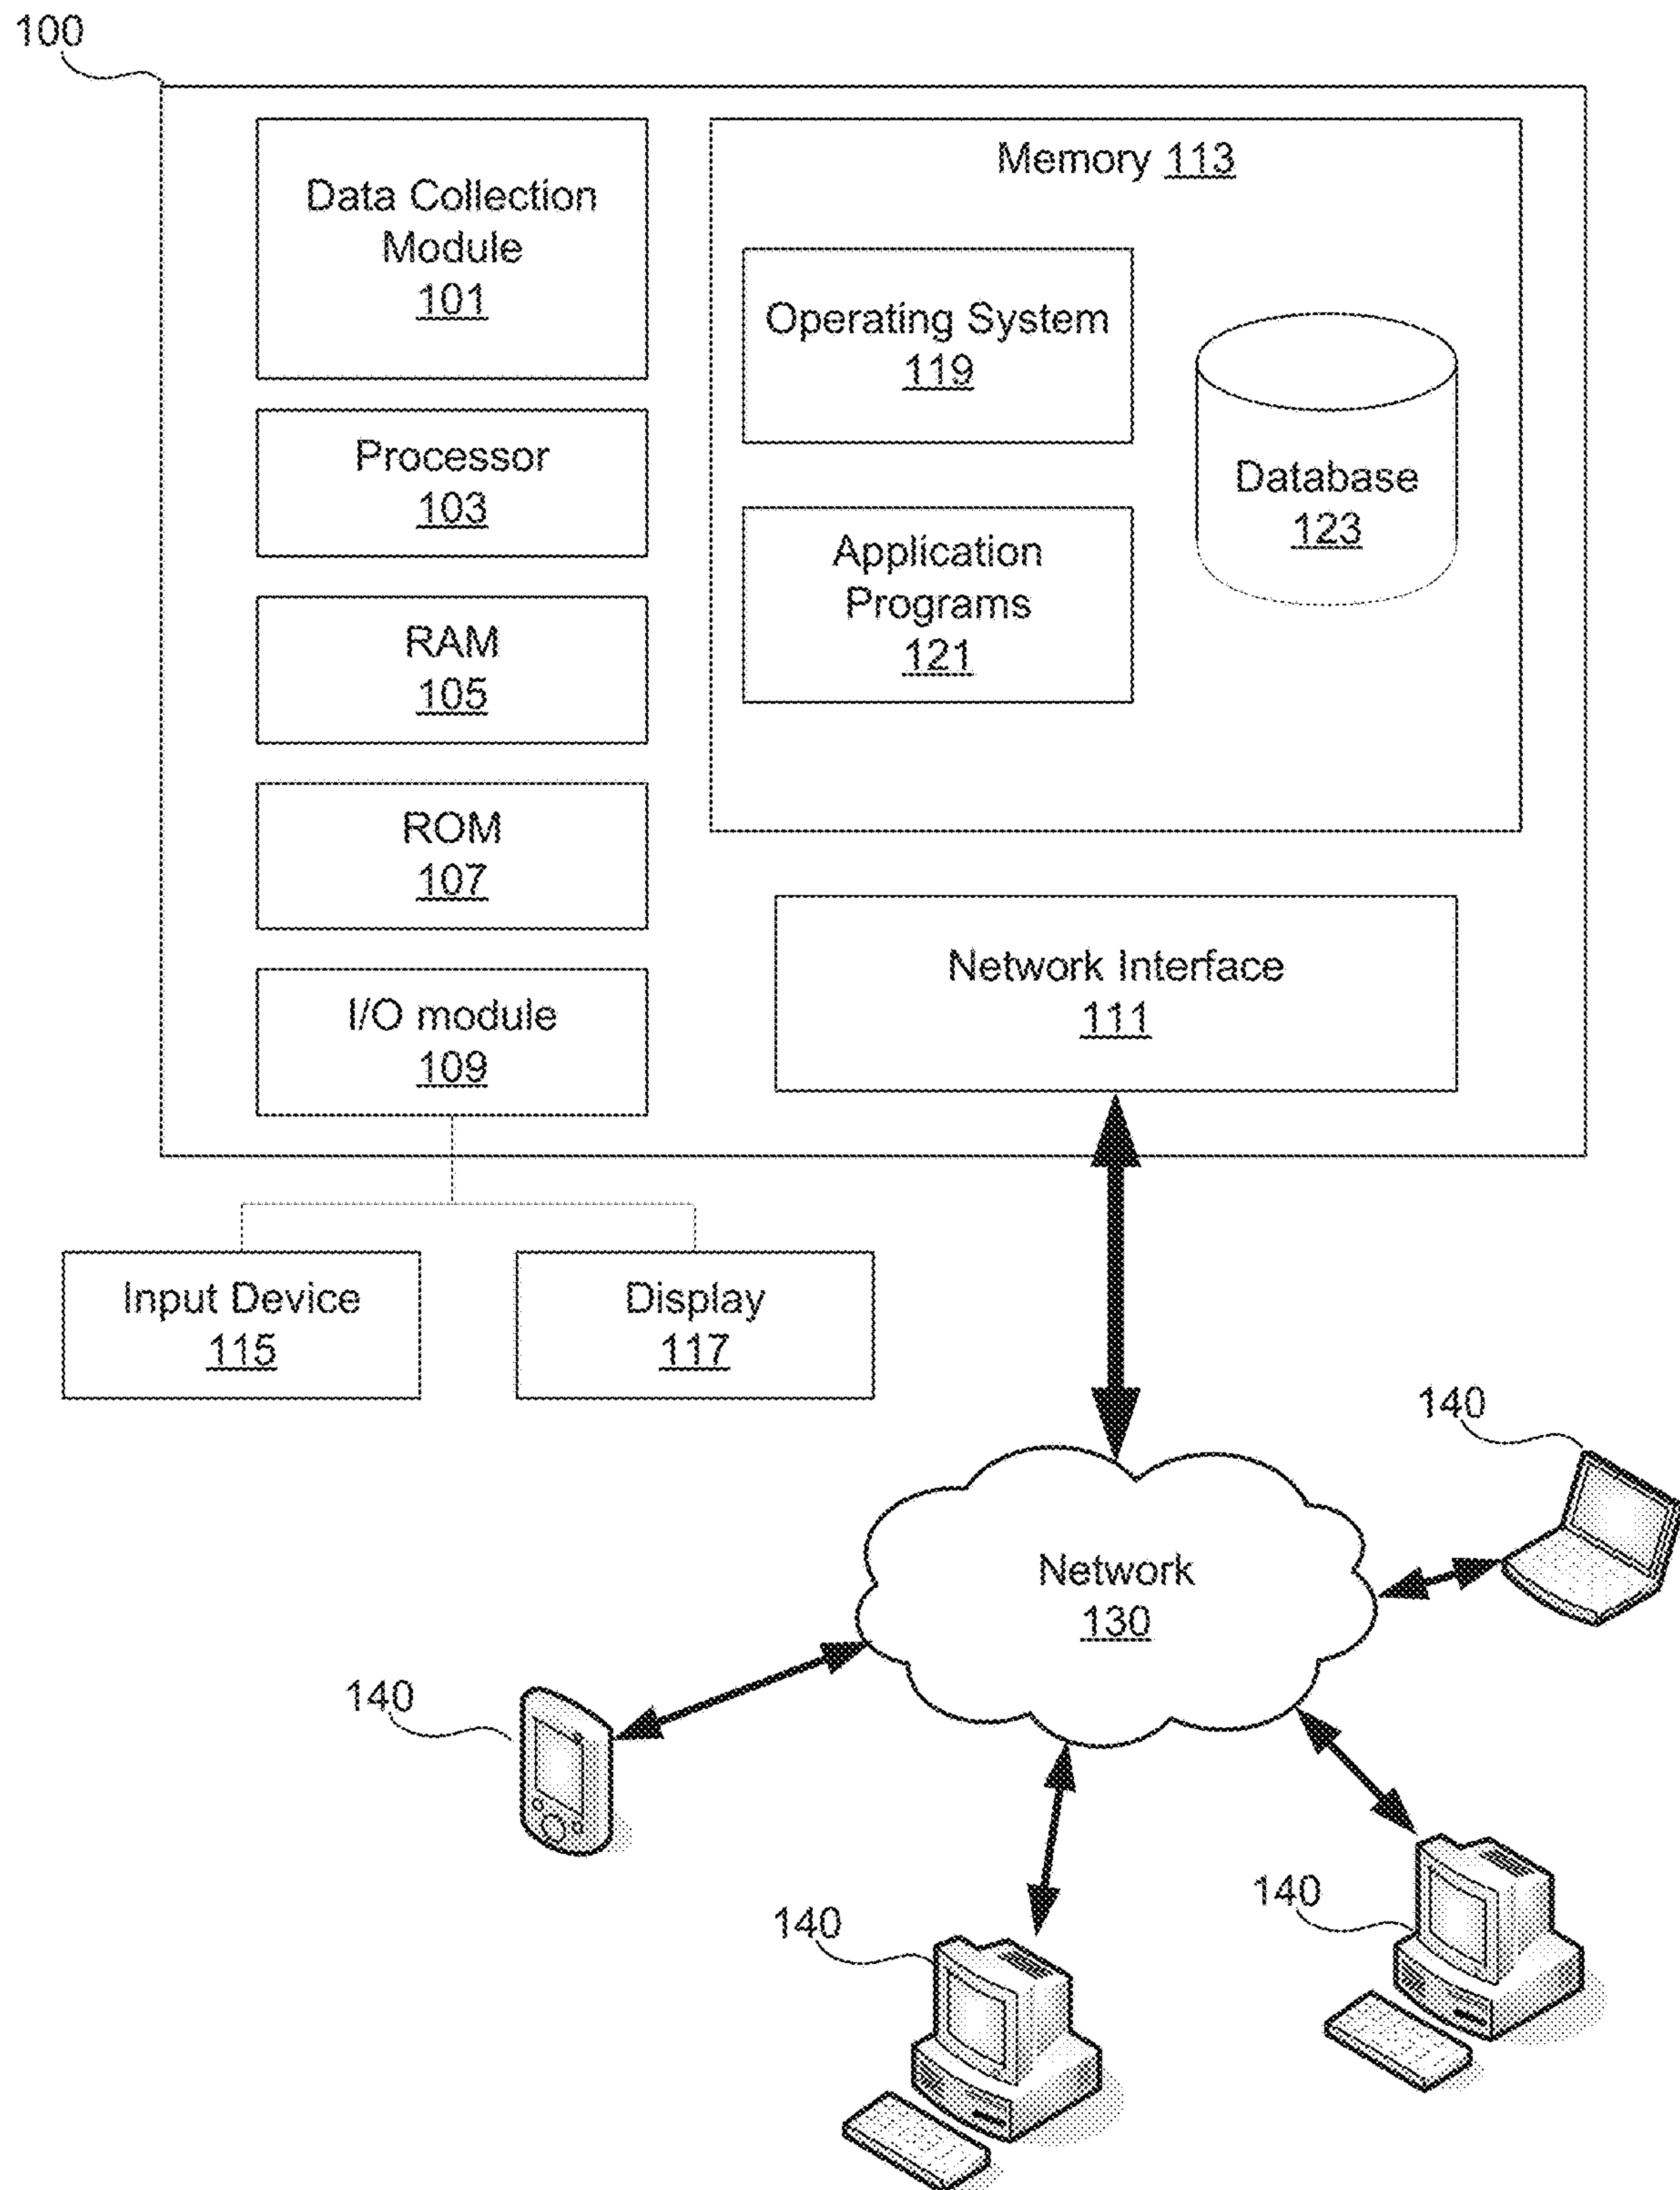 100
Data Collection
Module
101
Processor
103
RAM
105
ROM
107
I/O module
109
Memory 113
Operating System
119
Application
Programs
121
Database
123
Network Interface
111
Input Device
115
Display
117
140
Network
130
140
140
140